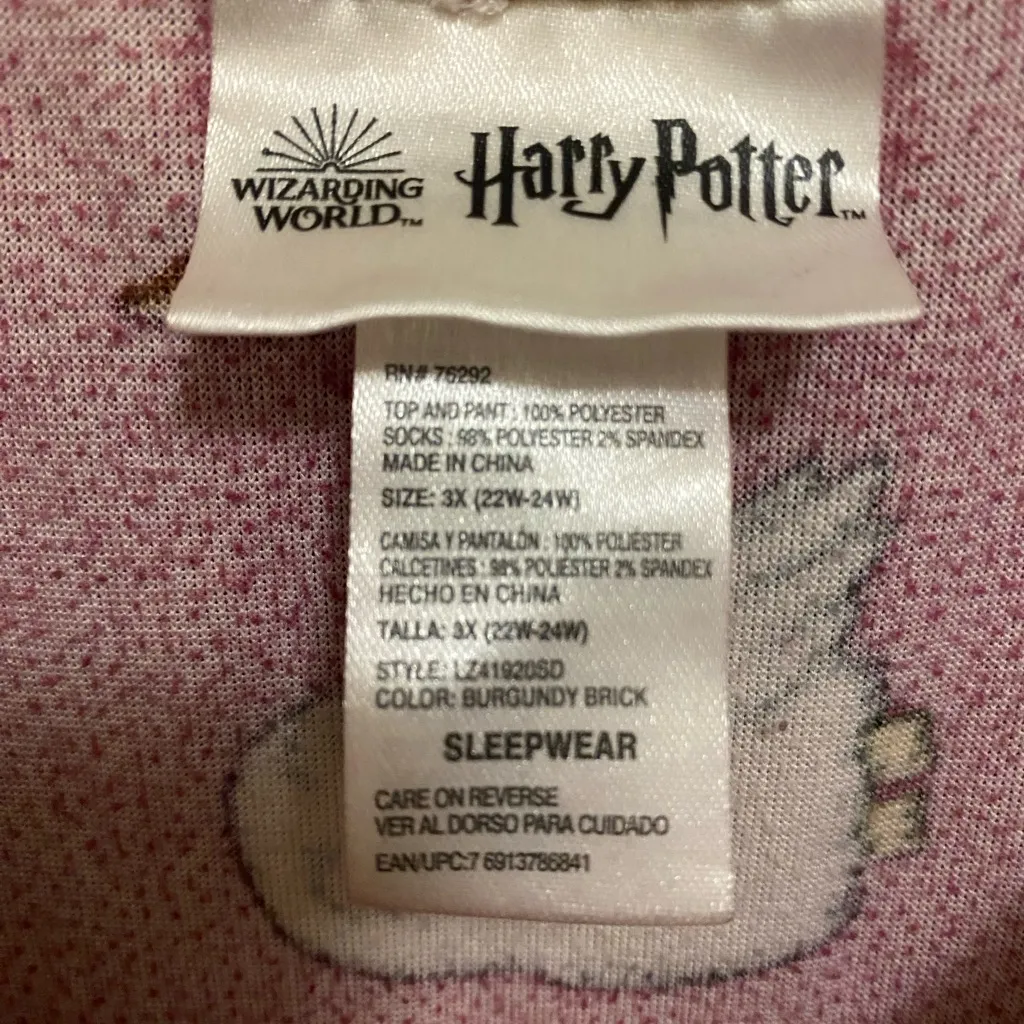 WIZARDING
WORLD™
Harry Potter™
RN# 76292
TOP AND PANT : 100% POLYESTER
SOCKS : 98% POLYESTER 2% SPANDEX
MADE IN CHINA
SIZE: 3X (22W-24W)
CAMISA Y PANTALÓN : 100% POLIÉSTER
CALCETINES : 98% POLIÉSTER 2% SPANDEX
HECHO EN CHINA
TALLA: 3X (22W-24W)
STYLE: LZ41920SD
COLOR: BURGUNDY BRICK
SLEEPWEAR
CARE ON REVERSE
VER AL DORSO PARA CUIDADO
EAN/UPC:7 6913786841